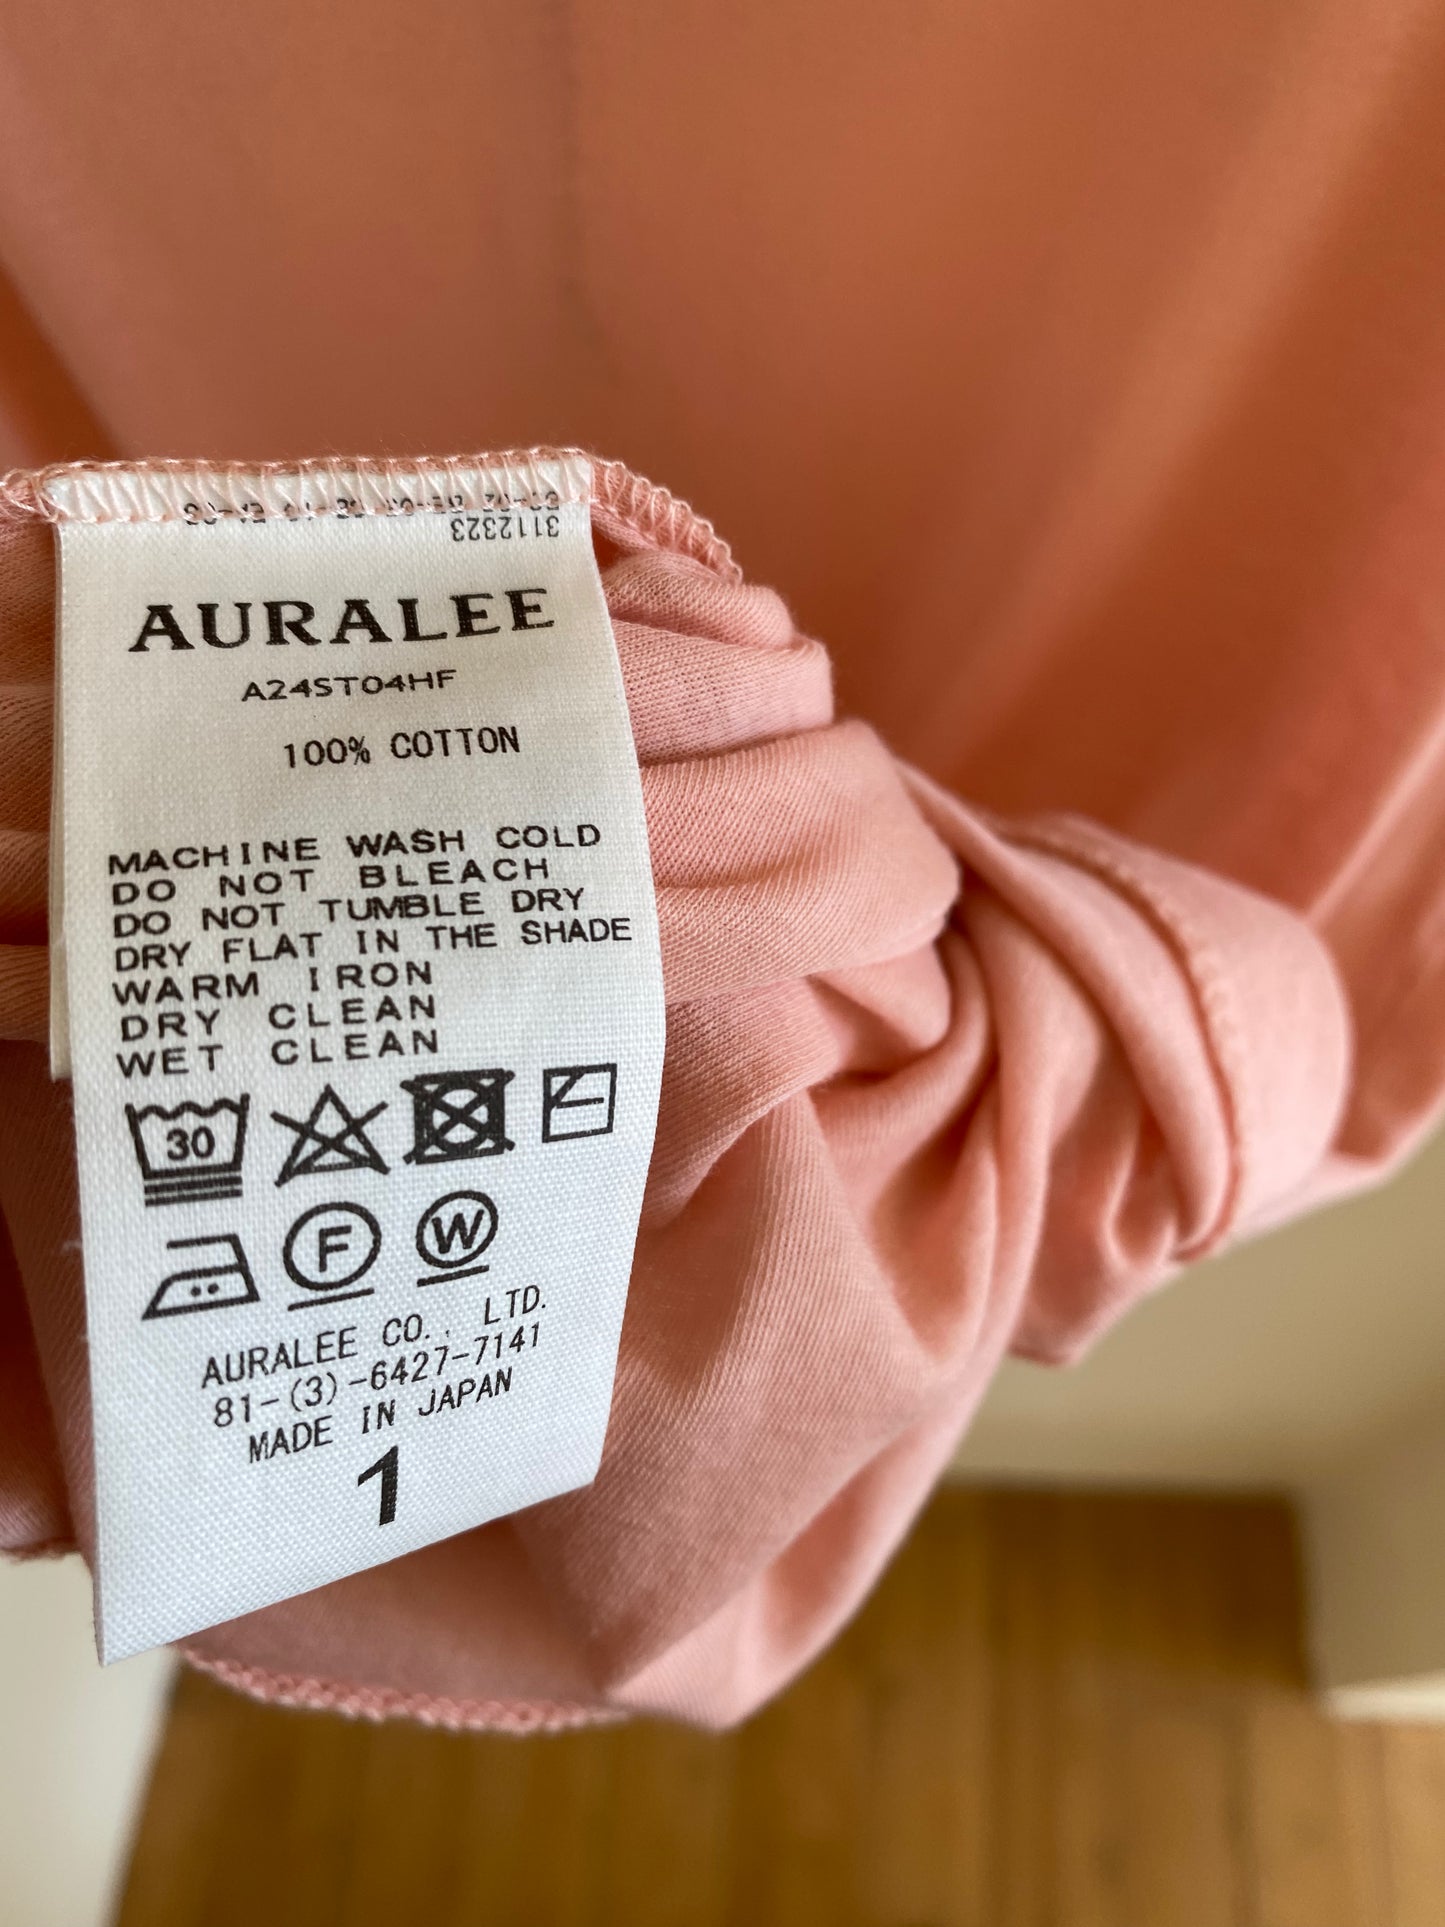 3112323
AURALEE
A24ST04HF
100% COTTON
MACHINE WASH COLD
DO NOT BLEACH
DO NOT TUMBLE DRY
DRY FLAT IN THE SHADE
WARM IRON
DRY CLEAN
WET CLEAN
30
F W
AURALEE CO., LTD.
81-(3)-6427-7141
MADE IN JAPAN
1